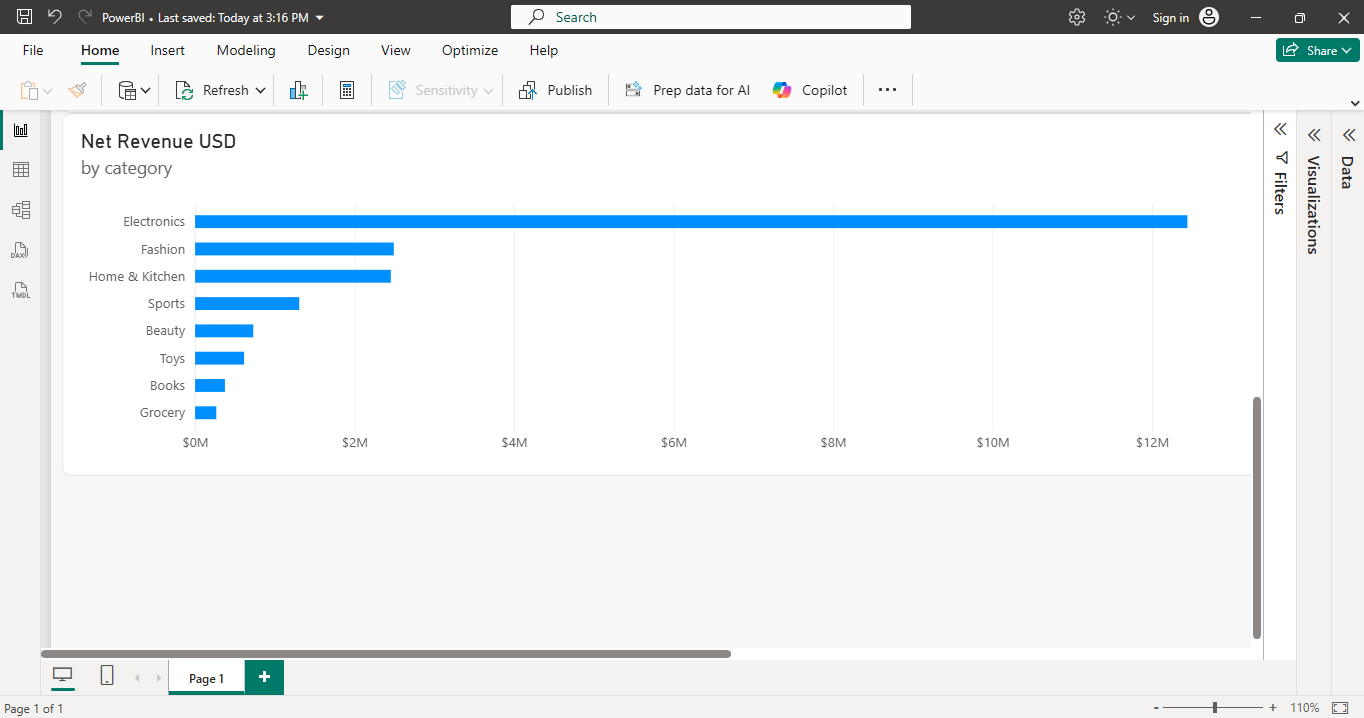 PowerBI • Last saved: Today at 3:16 PM
Search
Sign in
File Home Insert Modeling Design View Optimize Help
Share
Refresh
Sensitivity
Publish
Prep data for AI
Copilot
Net Revenue USD
by category
Electronics
Fashion
Home & Kitchen
Sports
Beauty
Toys
Books
Grocery
$0M $2M $4M $6M $8M $10M $12M
Filters
Visualizations
Data
DAX
TMDL
Page 1
Page 1 of 1
- + 110%